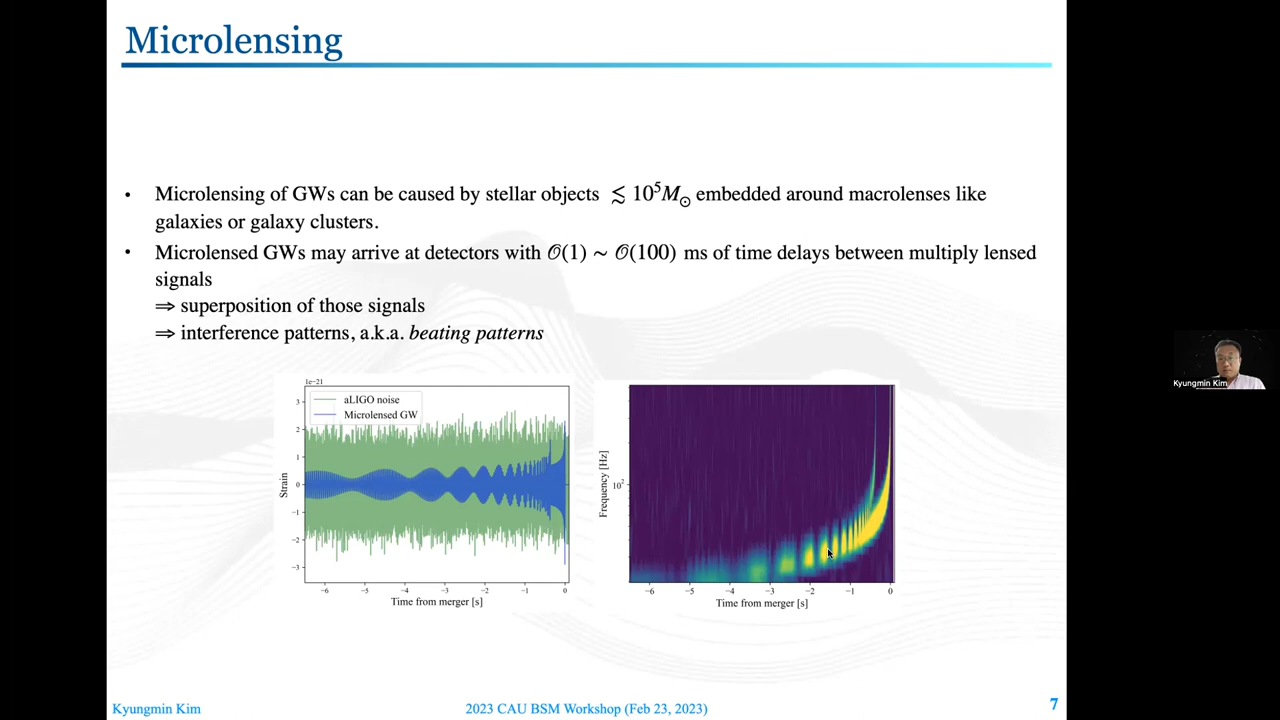 Microlensing
• Microlensing of GWs can be caused by stellar objects ≲ 10⁵M⊙ embedded around macrolenses like
galaxies or galaxy clusters.
• Microlensed GWs may arrive at detectors with 𝒪(1) ~ 𝒪(100) ms of time delays between multiply lensed
signals
⇒ superposition of those signals
⇒ interference patterns, a.k.a. beating patterns
1e−21
aLIGO noise
Microlensed GW
Strain
3
2
1
0
−1
−2
−3
−6 −5 −4 −3 −2 −1 0
Time from merger [s]
Frequency [Hz]
10²
−6 −5 −4 −3 −2 −1 0
Time from merger [s]
Kyungmin Kim
Kyungmin Kim
2023 CAU BSM Workshop (Feb 23, 2023)
7